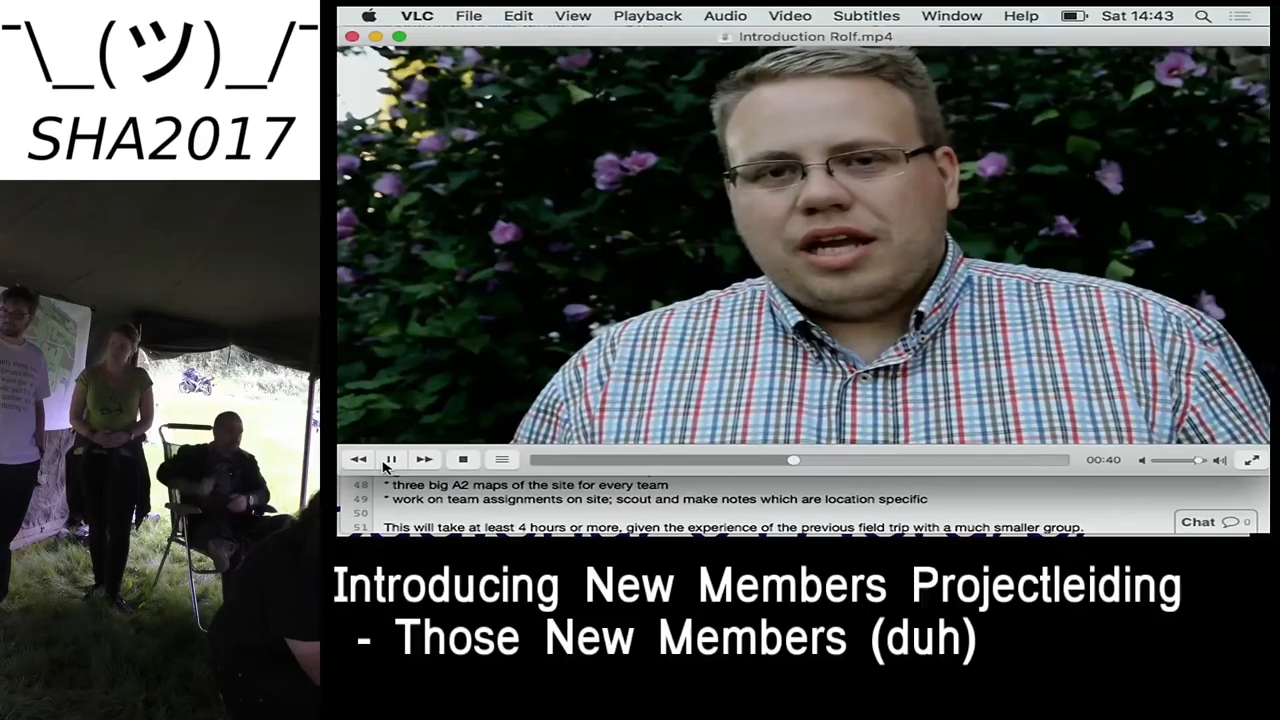 ¯\_(ツ)_/¯
SHA2017
VLC File Edit View Playback Audio Video Subtitles Window Help Sat 14:43
Introduction Rolf.mp4
00:40
48 * three big A2 maps of the site for every team
49 * work on team assignments on site; scout and make notes which are location specific
50
51 This will take at least 4 hours or more, given the experience of the previous field trip with a much smaller group.
Chat 0
Introducing New Members Projectleiding
- Those New Members (duh)